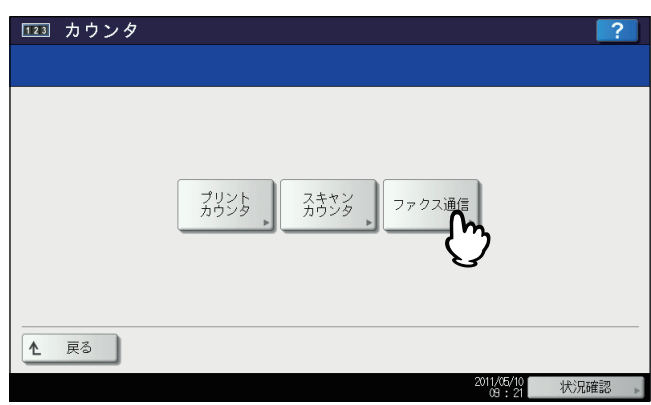 123 カウンタ ?
プリント
カウンタ
スキャン
カウンタ
ファクス通信
戻る
2011/05/10
09:21
状況確認